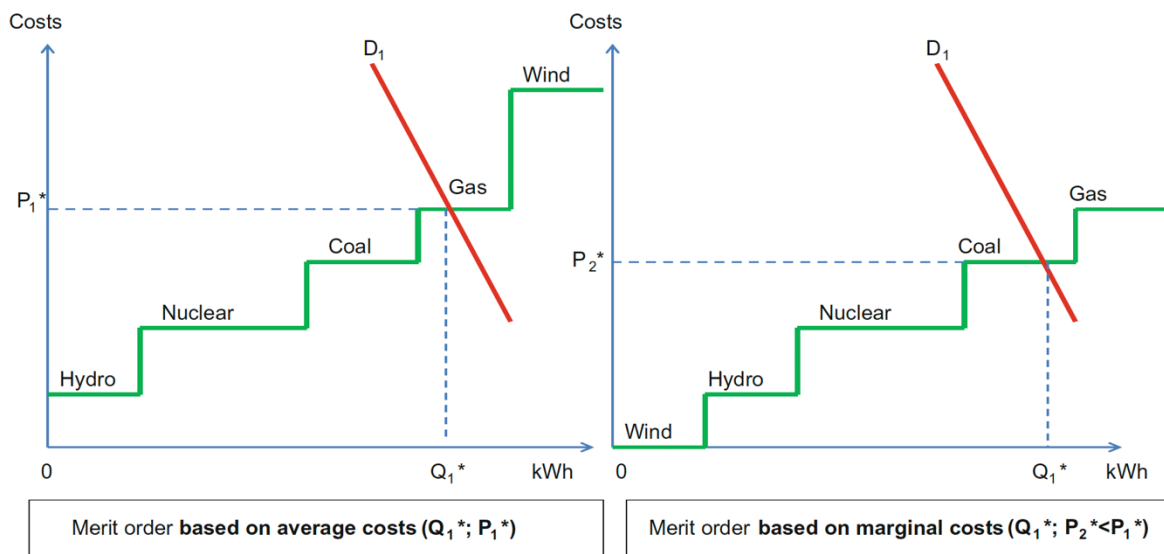 Costs
D₁
Wind
P₁*
Gas
Coal
Nuclear
Hydro
0
Q₁*
kWh
Merit order based on average costs (Q₁*; P₁*)
Costs
D₁
Gas
P₂*
Coal
Nuclear
Hydro
Wind
0
Q₁*
kWh
Merit order based on marginal costs (Q₁*; P₂*<P₁*)